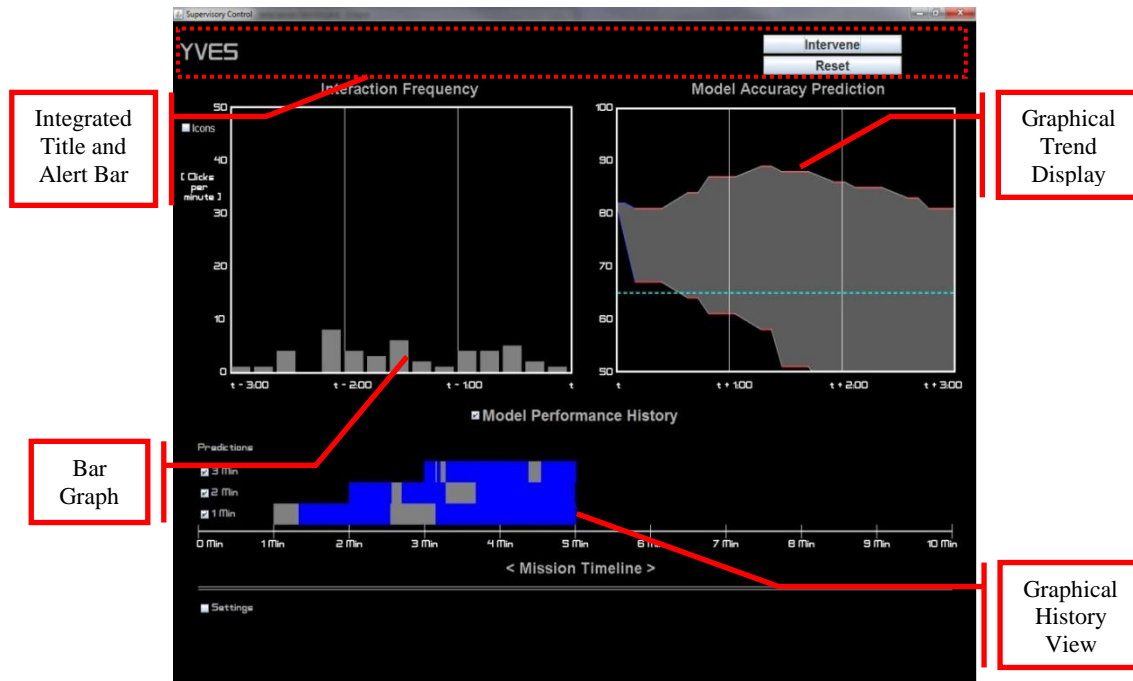 Supervisory Control
YVES
Intervene
Reset
Integrated
Title and
Alert Bar
Interaction Frequency
50
Icons
40
[ Clicks
per
minute ]
30
20
10
0
t - 3:00
t - 2:00
t - 1:00
t
Model Accuracy Prediction
100
90
80
70
60
50
t
t + 1:00
t + 2:00
t + 3:00
Graphical
Trend
Display
Model Performance History
Bar
Graph
Predictions
3 Min
2 Min
1 Min
0 Min
1 Min
2 Min
3 Min
4 Min
5 Min
6 Min
7 Min
8 Min
9 Min
10 Min
< Mission Timeline >
Settings
Graphical
History
View